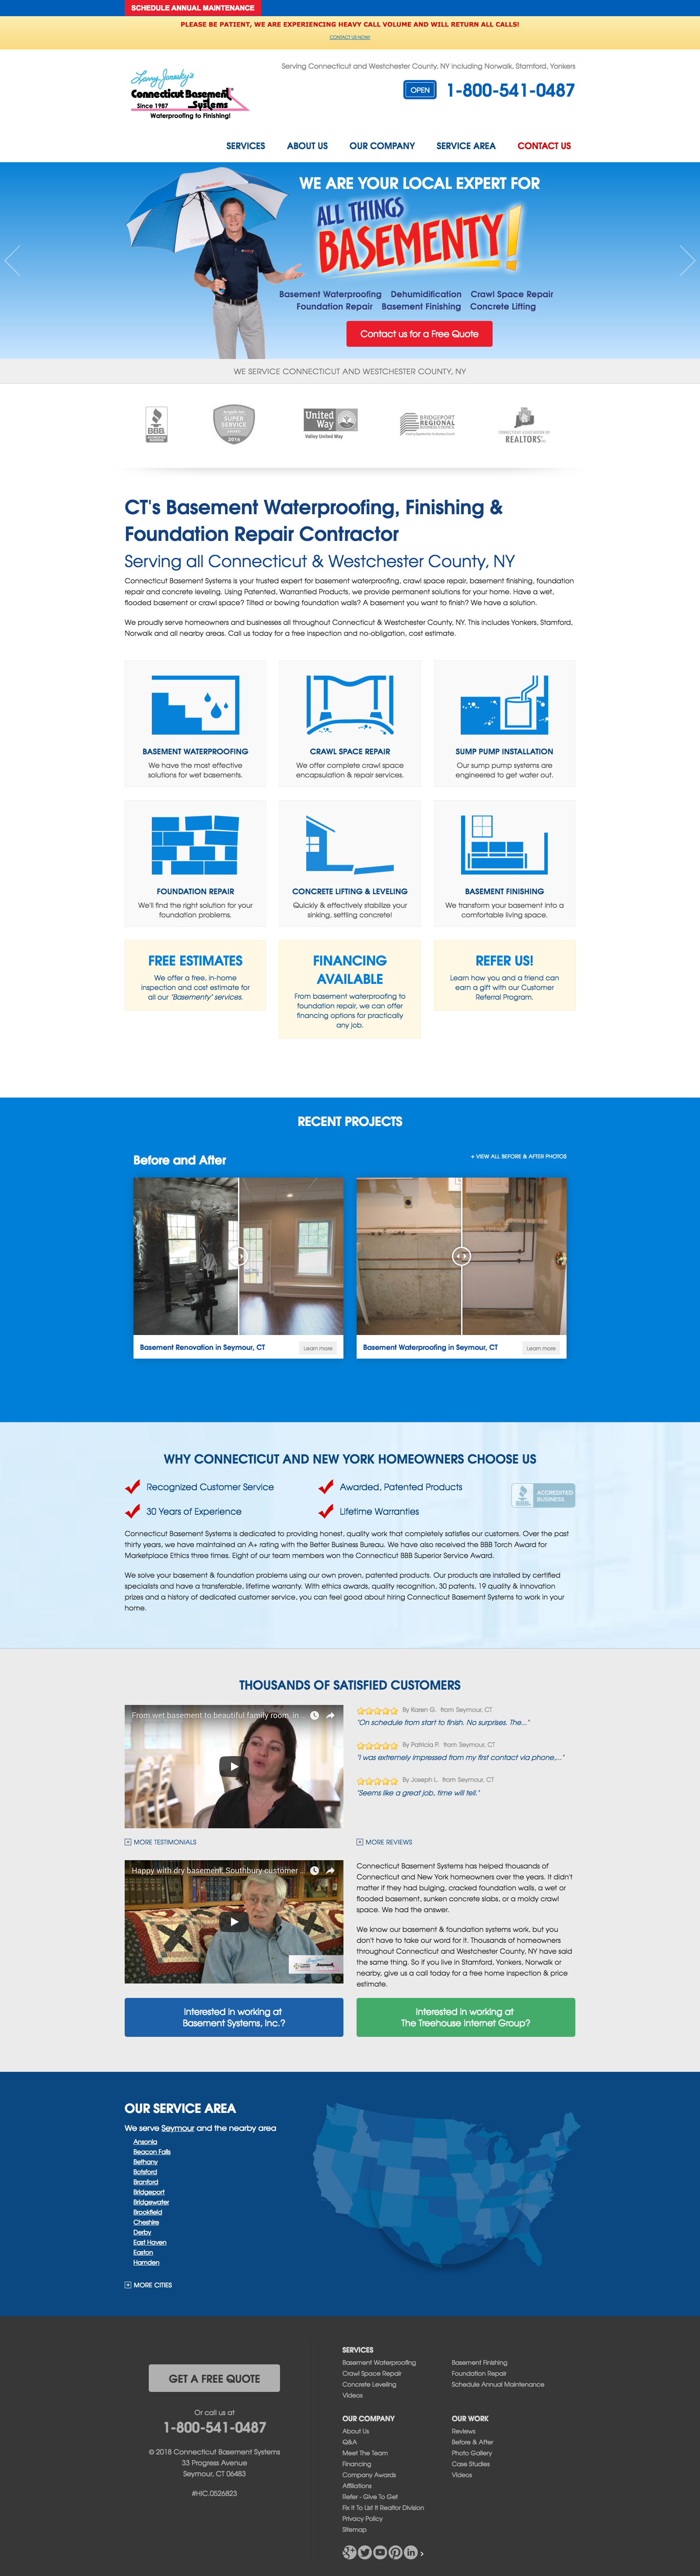 SCHEDULE ANNUAL MAINTENANCE
PLEASE BE PATIENT, WE ARE EXPERIENCING HEAVY CALL VOLUME AND WILL RETURN ALL CALLS!
CONTACT US NOW!
Serving Connecticut and Westchester County, NY including Norwalk, Stamford, Yonkers
Larry Janesky's
Connecticut Basement
Systems
Since 1987
Waterproofing to Finishing!
OPEN
1-800-541-0487
SERVICES
ABOUT US
OUR COMPANY
SERVICE AREA
CONTACT US
WE ARE YOUR LOCAL EXPERT FOR
ALL THINGS
BASEMENTY!
Basement Waterproofing Dehumidification Crawl Space Repair
Foundation Repair Basement Finishing Concrete Lifting
Contact us for a Free Quote
WE SERVICE CONNECTICUT AND WESTCHESTER COUNTY, NY
BBB
SUPER
SERVICE
AWARD
2016
United
Way
Valley United Way
BRIDGEPORT
REGIONAL
BUSINESS COUNCIL
CONNECTICUT ASSOCIATION OF
REALTORS
CT's Basement Waterproofing, Finishing &
Foundation Repair Contractor
Serving all Connecticut & Westchester County, NY
Connecticut Basement Systems is your trusted expert for basement waterproofing, crawl space repair, basement finishing, foundation
repair and concrete leveling. Using Patented, Warrantied Products, we provide permanent solutions for your home. Have a wet,
flooded basement or crawl space? Tilted or bowing foundation walls? A basement you want to finish? We have a solution.
We proudly serve homeowners and businesses all throughout Connecticut & Westchester County, NY. This includes Yonkers, Stamford,
Norwalk and all nearby areas. Call us today for a free inspection and no-obligation, cost estimate.
BASEMENT WATERPROOFING
We have the most effective
solutions for wet basements.
CRAWL SPACE REPAIR
We offer complete crawl space
encapsulation & repair services.
SUMP PUMP INSTALLATION
Our sump pump systems are
engineered to get water out.
FOUNDATION REPAIR
We'll find the right solution for your
foundation problems.
CONCRETE LIFTING & LEVELING
Quickly & effectively stabilize your
sinking, settling concrete!
BASEMENT FINISHING
We transform your basement into a
comfortable living space.
FREE ESTIMATES
We offer a free, in-home
inspection and cost estimate for
all our "Basementy" services.
FINANCING
AVAILABLE
From basement waterproofing to
foundation repair, we can offer
financing options for practically
any job.
REFER US!
Learn how you and a friend can
earn a gift with our Customer
Referral Program.
RECENT PROJECTS
Before and After
+ VIEW ALL BEFORE & AFTER PHOTOS
Basement Renovation in Seymour, CT
Learn more
Basement Waterproofing in Seymour, CT
Learn more
WHY CONNECTICUT AND NEW YORK HOMEOWNERS CHOOSE US
Recognized Customer Service
Awarded, Patented Products
30 Years of Experience
Lifetime Warranties
BBB
ACCREDITED
BUSINESS
Connecticut Basement Systems is dedicated to providing honest, quality work that completely satisfies our customers. Over the past
thirty years, we have maintained an A+ rating with the Better Business Bureau. We have also received the BBB Torch Award for
Marketplace Ethics three times. Eight of our team members won the Connecticut BBB Superior Service Award.
We solve your basement & foundation problems using our own proven, patented products. Our products are installed by certified
specialists and have a transferable, lifetime warranty. With ethics awards, quality recognition, 30 patents, 19 quality & innovation
prizes and a history of dedicated customer service, you can feel good about hiring Connecticut Basement Systems to work in your
home.
THOUSANDS OF SATISFIED CUSTOMERS
From wet basement to beautiful family room, in ...
By Karen G. from Seymour, CT
"On schedule from start to finish. No surprises. The..."
By Patricia P. from Seymour, CT
"I was extremely impressed from my first contact via phone,..."
By Joseph L. from Seymour, CT
"Seems like a great job, time will tell."
MORE TESTIMONIALS
MORE REVIEWS
Happy with dry basement, Southbury customer ...
Connecticut Basement Systems has helped thousands of
Connecticut and New York homeowners over the years. It didn't
matter if they had bulging, cracked foundation walls, a wet or
flooded basement, sunken concrete slabs, or a moldy crawl
space. We had the answer.
We know our basement & foundation systems work, but you
don't have to take our word for it. Thousands of homeowners
throughout Connecticut and Westchester County, NY have said
the same thing. So if you live in Stamford, Yonkers, Norwalk or
nearby, give us a call today for a free home inspection & price
estimate.
Interested in working at
Basement Systems, Inc.?
Interested in working at
The Treehouse Internet Group?
OUR SERVICE AREA
We serve Seymour and the nearby area
Ansonia
Beacon Falls
Bethany
Botsford
Branford
Bridgeport
Bridgewater
Brookfield
Cheshire
Derby
East Haven
Easton
Hamden
MORE CITIES
GET A FREE QUOTE
Or call us at
1-800-541-0487
© 2018 Connecticut Basement Systems
33 Progress Avenue
Seymour, CT 06483
#HIC.0526823
SERVICES
Basement Waterproofing
Crawl Space Repair
Concrete Leveling
Videos
Basement Finishing
Foundation Repair
Schedule Annual Maintenance
OUR COMPANY
About Us
Q&A
Meet The Team
Financing
Company Awards
Affiliations
Refer - Give To Get
Fix It To List It Realtor Division
Privacy Policy
Sitemap
OUR WORK
Reviews
Before & After
Photo Gallery
Case Studies
Videos